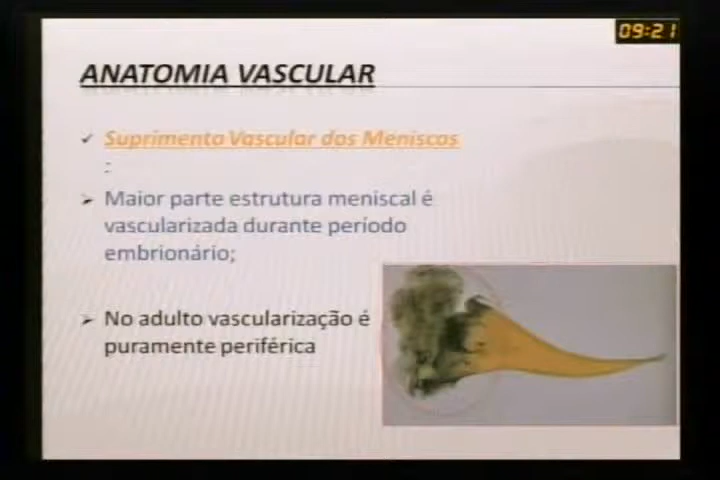 09:21
ANATOMIA VASCULAR
✓ Suprimento Vascular dos Meniscos
:
➢ Maior parte estrutura meniscal é
vascularizada durante período
embrionário;
➢ No adulto vascularização é
puramente periférica